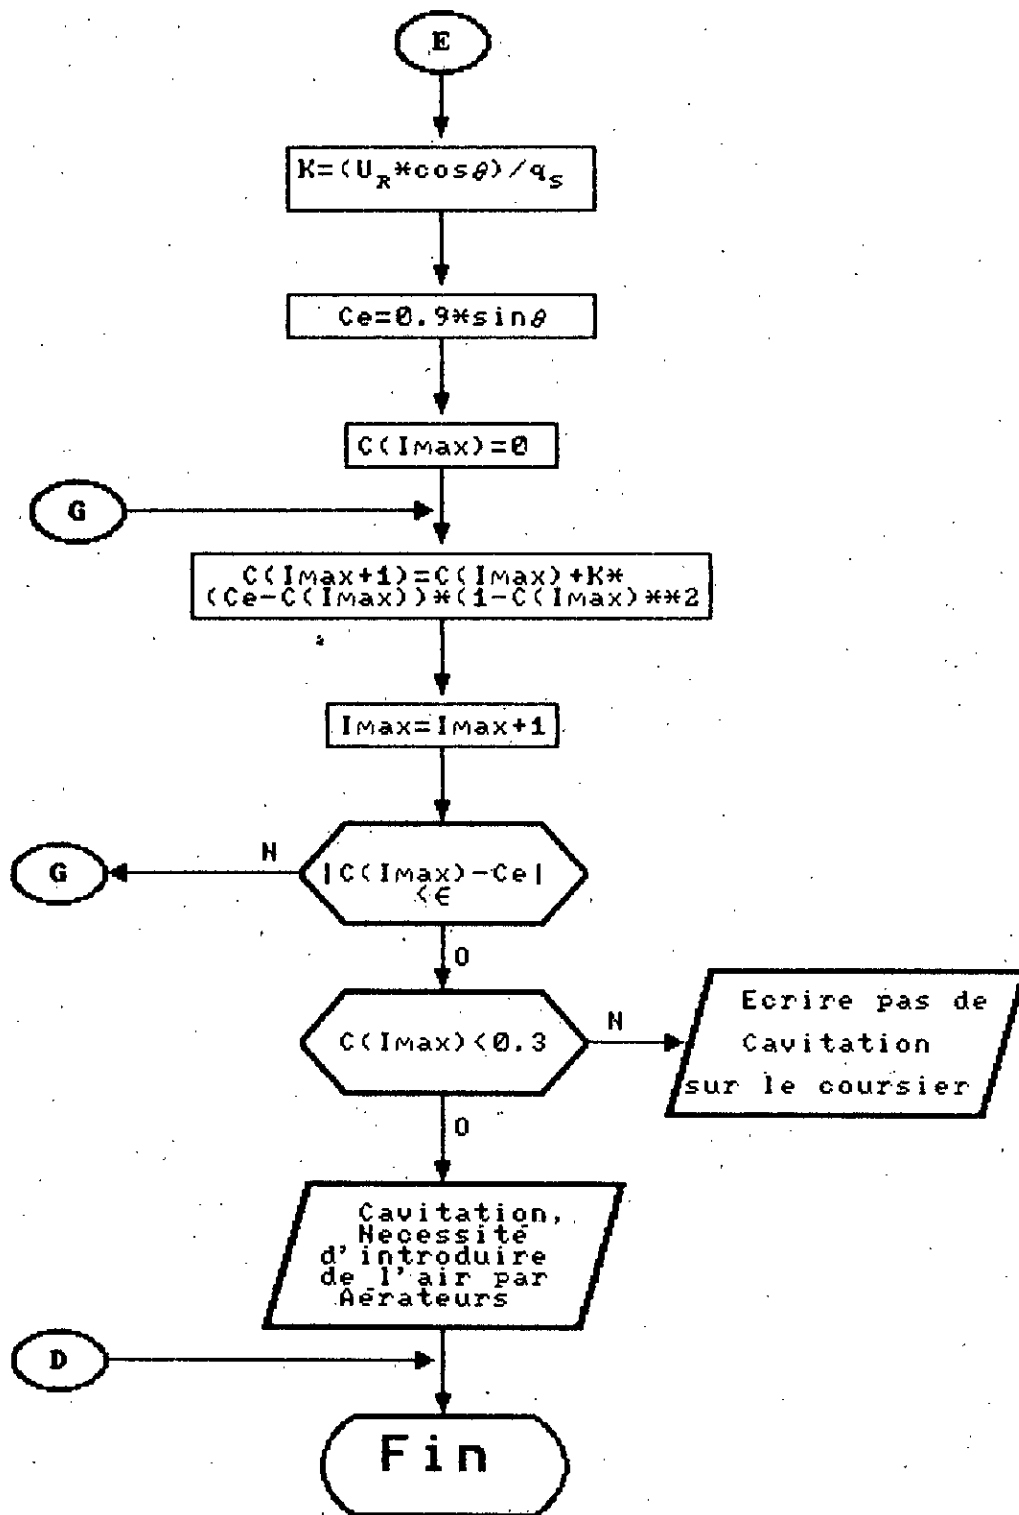 E
K=(U_R*cosθ)/q_s
Ce=0.9*sinθ
C(Imax)=0
G
C(Imax+1)=C(Imax)+K*
(Ce-C(Imax))*(1-C(Imax)**2
Imax=Imax+1
N
G
|C(Imax)-Ce|
<ϵ
O
C(Imax)<0.3
N
Ecrire pas de
Cavitation
sur le coursier
O
Cavitation,
Necessité
d'introduire
de l'air par
Aérateurs
D
Fin